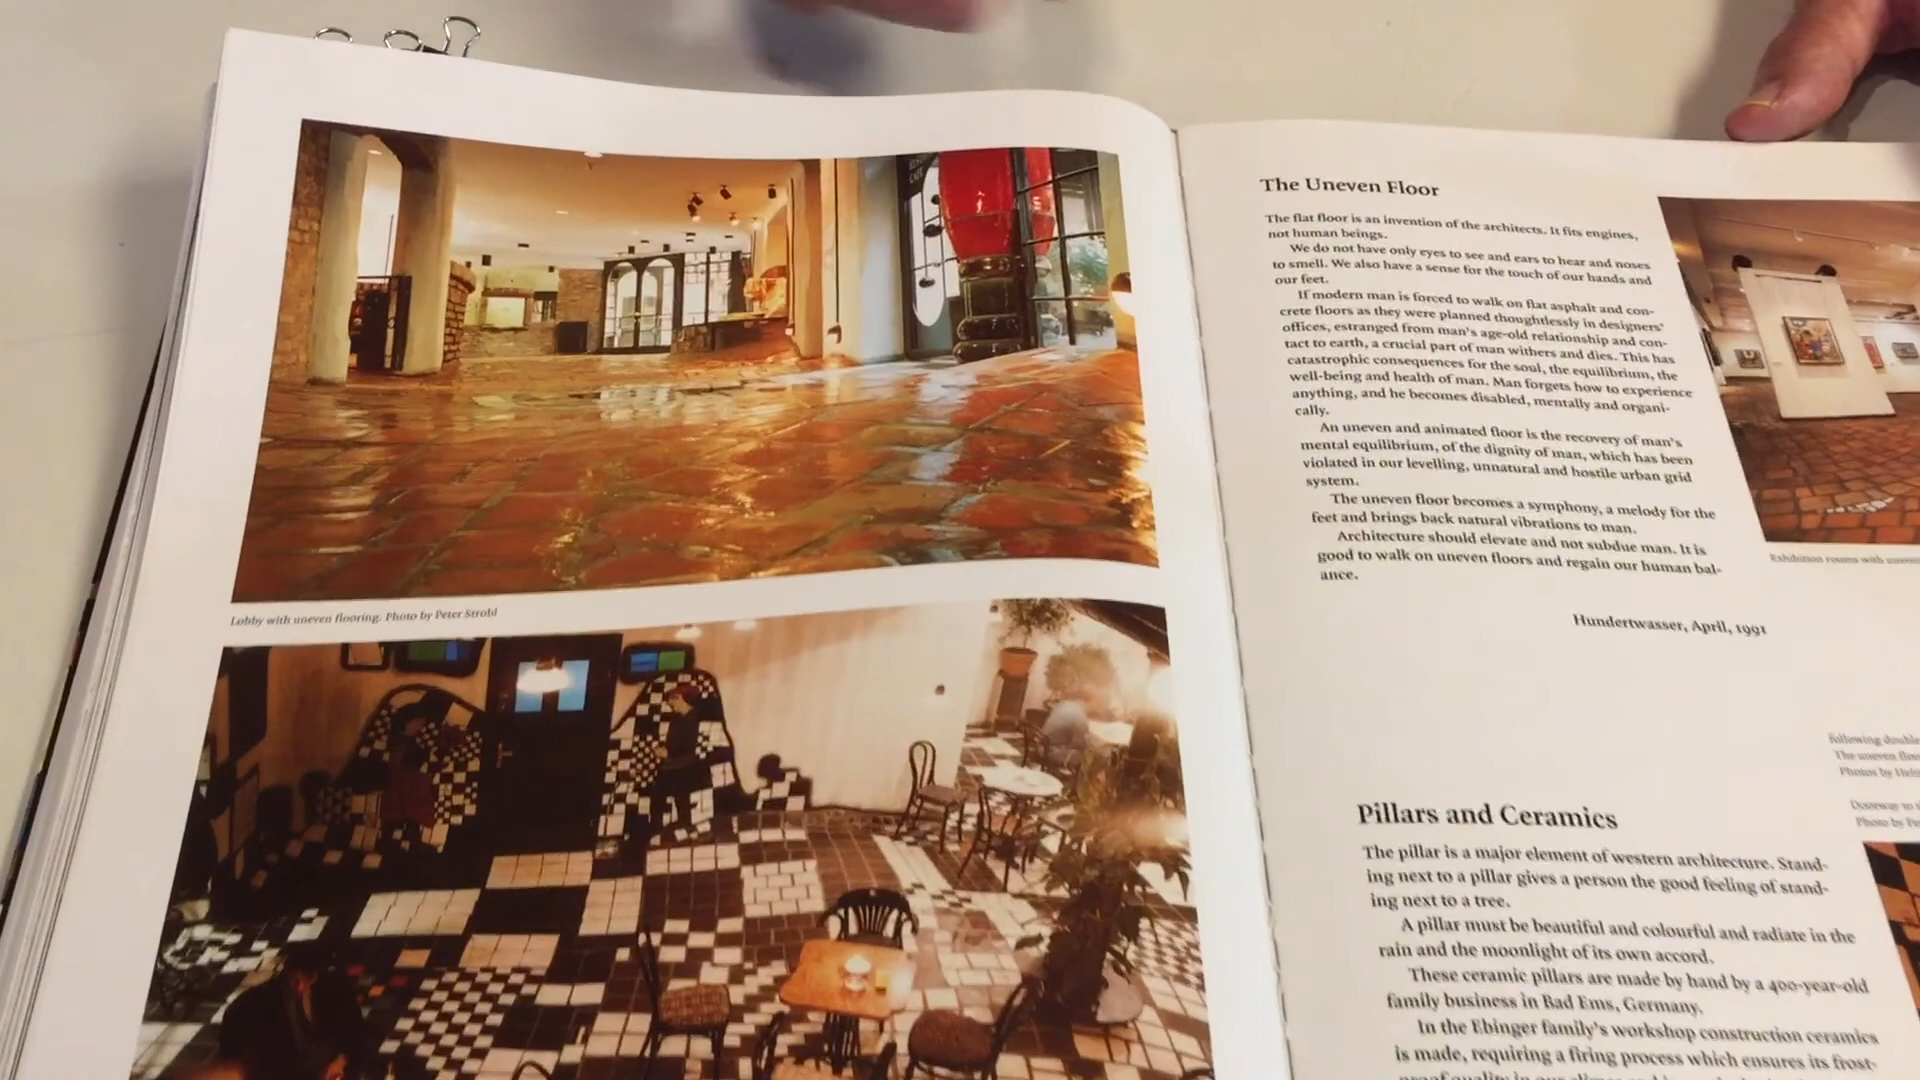 Lobby with uneven flooring. Photo by Peter Strobl
The Uneven Floor
The flat floor is an invention of the architects. It fits engines,
not human beings.
We do not have only eyes to see and ears to hear and noses
to smell. We also have a sense for the touch of our hands and
our feet.
If modern man is forced to walk on flat asphalt and con-
crete floors as they were planned thoughtlessly in designers'
offices, estranged from man's age-old relationship and con-
tact to earth, a crucial part of man withers and dies. This has
catastrophic consequences for the soul, the equilibrium, the
well-being and health of man. Man forgets how to experience
anything, and he becomes disabled, mentally and organi-
cally.
An uneven and animated floor is the recovery of man's
mental equilibrium, of the dignity of man, which has been
violated in our levelling, unnatural and hostile urban grid
system.
The uneven floor becomes a symphony, a melody for the
feet and brings back natural vibrations to man.
Architecture should elevate and not subdue man. It is
good to walk on uneven floors and regain our human bal-
ance.
Hundertwasser, April, 1991
Exhibition rooms with uneven
Following double
The uneven floo
Photos by Hel
Doorway to
Photo by Pe
Pillars and Ceramics
The pillar is a major element of western architecture. Stand-
ing next to a pillar gives a person the good feeling of stand-
ing next to a tree.
A pillar must be beautiful and colourful and radiate in the
rain and the moonlight of its own accord.
These ceramic pillars are made by hand by a 400-year-old
family business in Bad Ems, Germany.
In the Ebinger family's workshop construction ceramics
is made, requiring a firing process which ensures its frost-